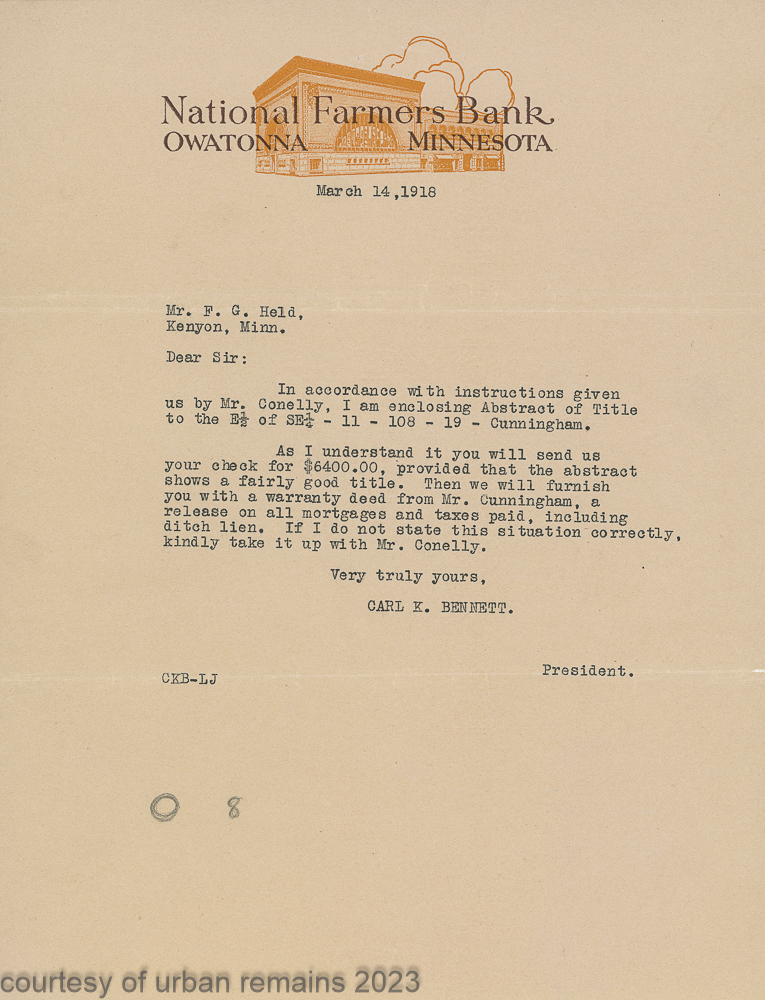 National Farmers Bank
OWATONNA MINNESOTA
March 14,1918
Mr. F. G. Held,
Kenyon, Minn.
Dear Sir:
In accordance with instructions given
us by Mr. Conelly, I am enclosing Abstract of Title
to the E½ of SE¼ - 11 - 108 - 19 - Cunningham.
As I understand it you will send us
your check for $6400.00, provided that the abstract
shows a fairly good title. Then we will furnish
you with a warranty deed from Mr. Cunningham, a
release on all mortgages and taxes paid, including
ditch lien. If I do not state this situation correctly,
kindly take it up with Mr. Conelly.
Very truly yours,
CARL K. BENNETT.
President.
CKB-LJ
O 8
courtesy of urban remains 2023